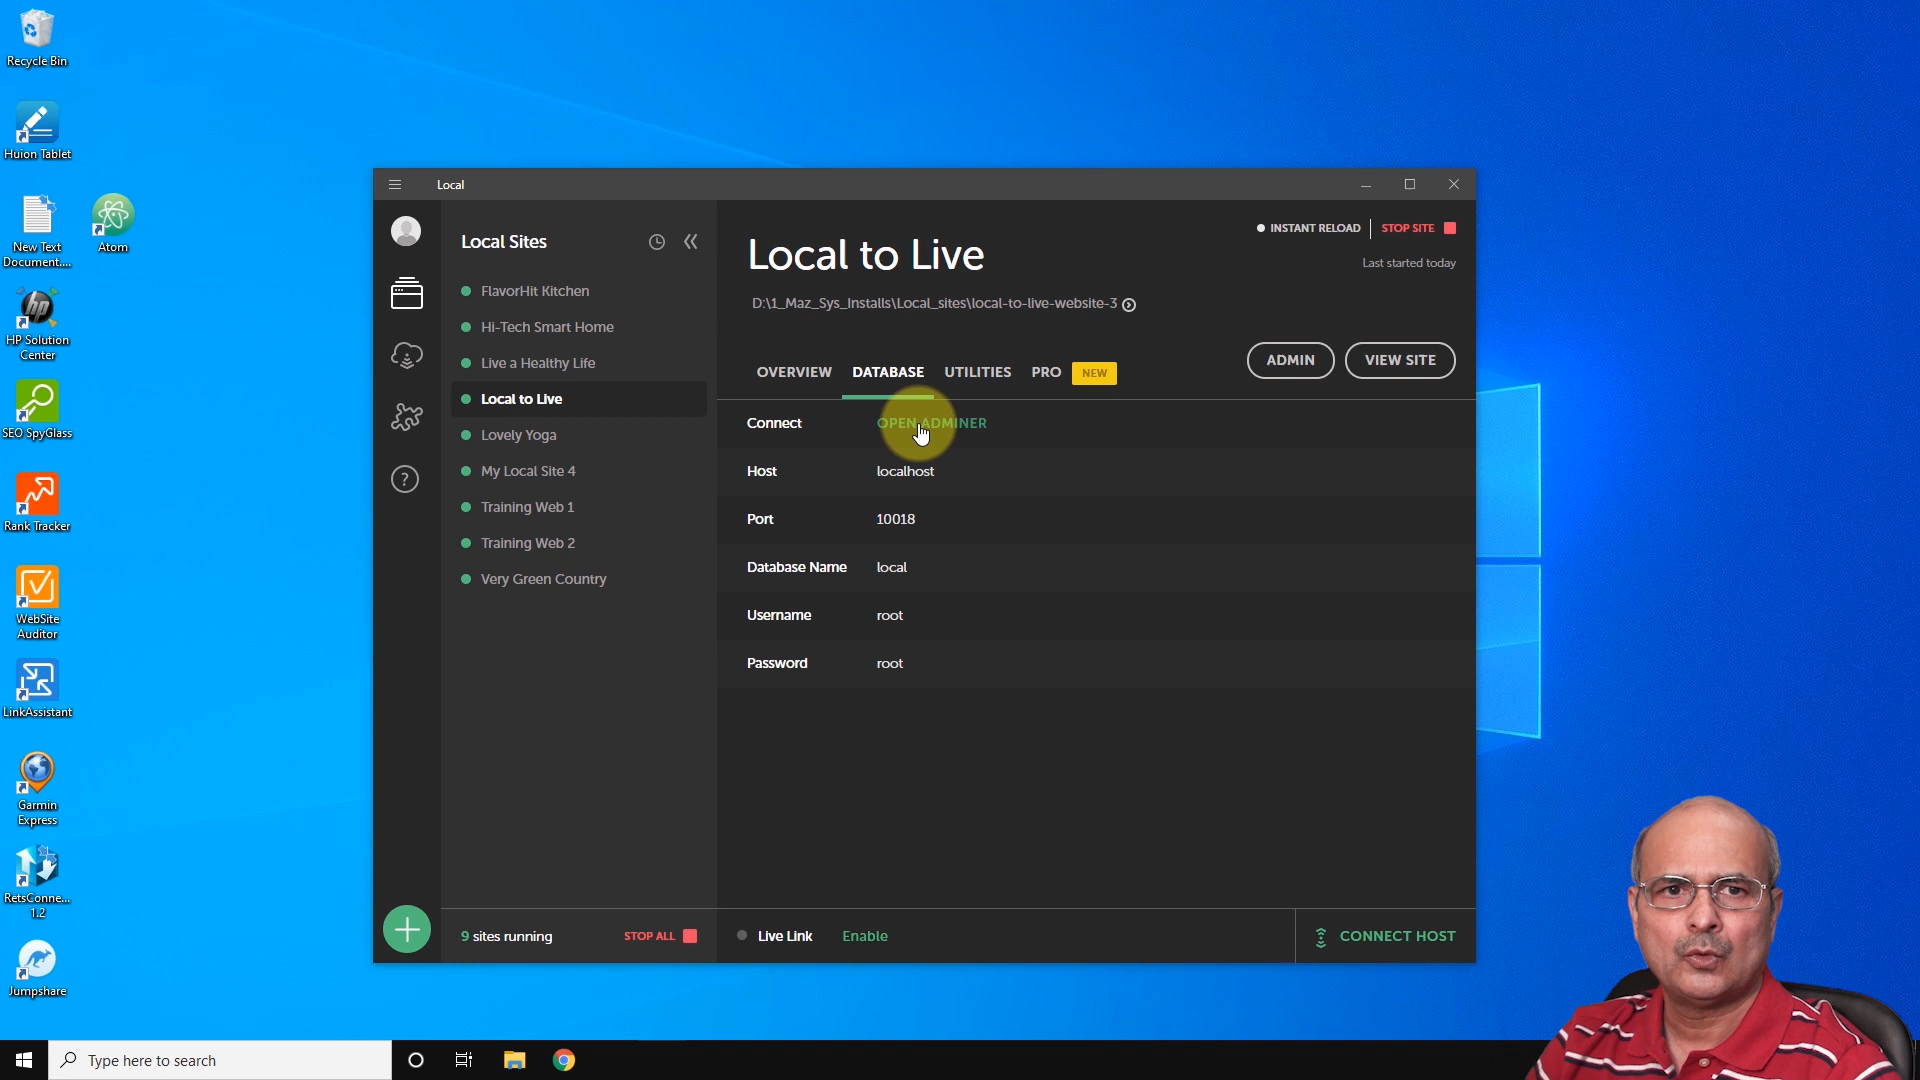 Recycle Bin
Huion Tablet
New Text
Document....
Atom
HP Solution
Center
SEO SpyGlass
Rank Tracker
WebSite
Auditor
LinkAssistant
Garmin
Express
RetsConne...
1.2
Jumpshare
Local
Local Sites
FlavorHit Kitchen
Hi-Tech Smart Home
Live a Healthy Life
Local to Live
Lovely Yoga
My Local Site 4
Training Web 1
Training Web 2
Very Green Country
9 sites running
STOP ALL
INSTANT RELOAD
STOP SITE
Last started today
Local to Live
D:\1_Maz_Sys_Installs\Local_sites\local-to-live-website-3
ADMIN
VIEW SITE
OVERVIEW DATABASE UTILITIES PRO NEW
Connect OPEN ADMINER
Host localhost
Port 10018
Database Name local
Username root
Password root
Live Link Enable
CONNECT HOST
Type here to search